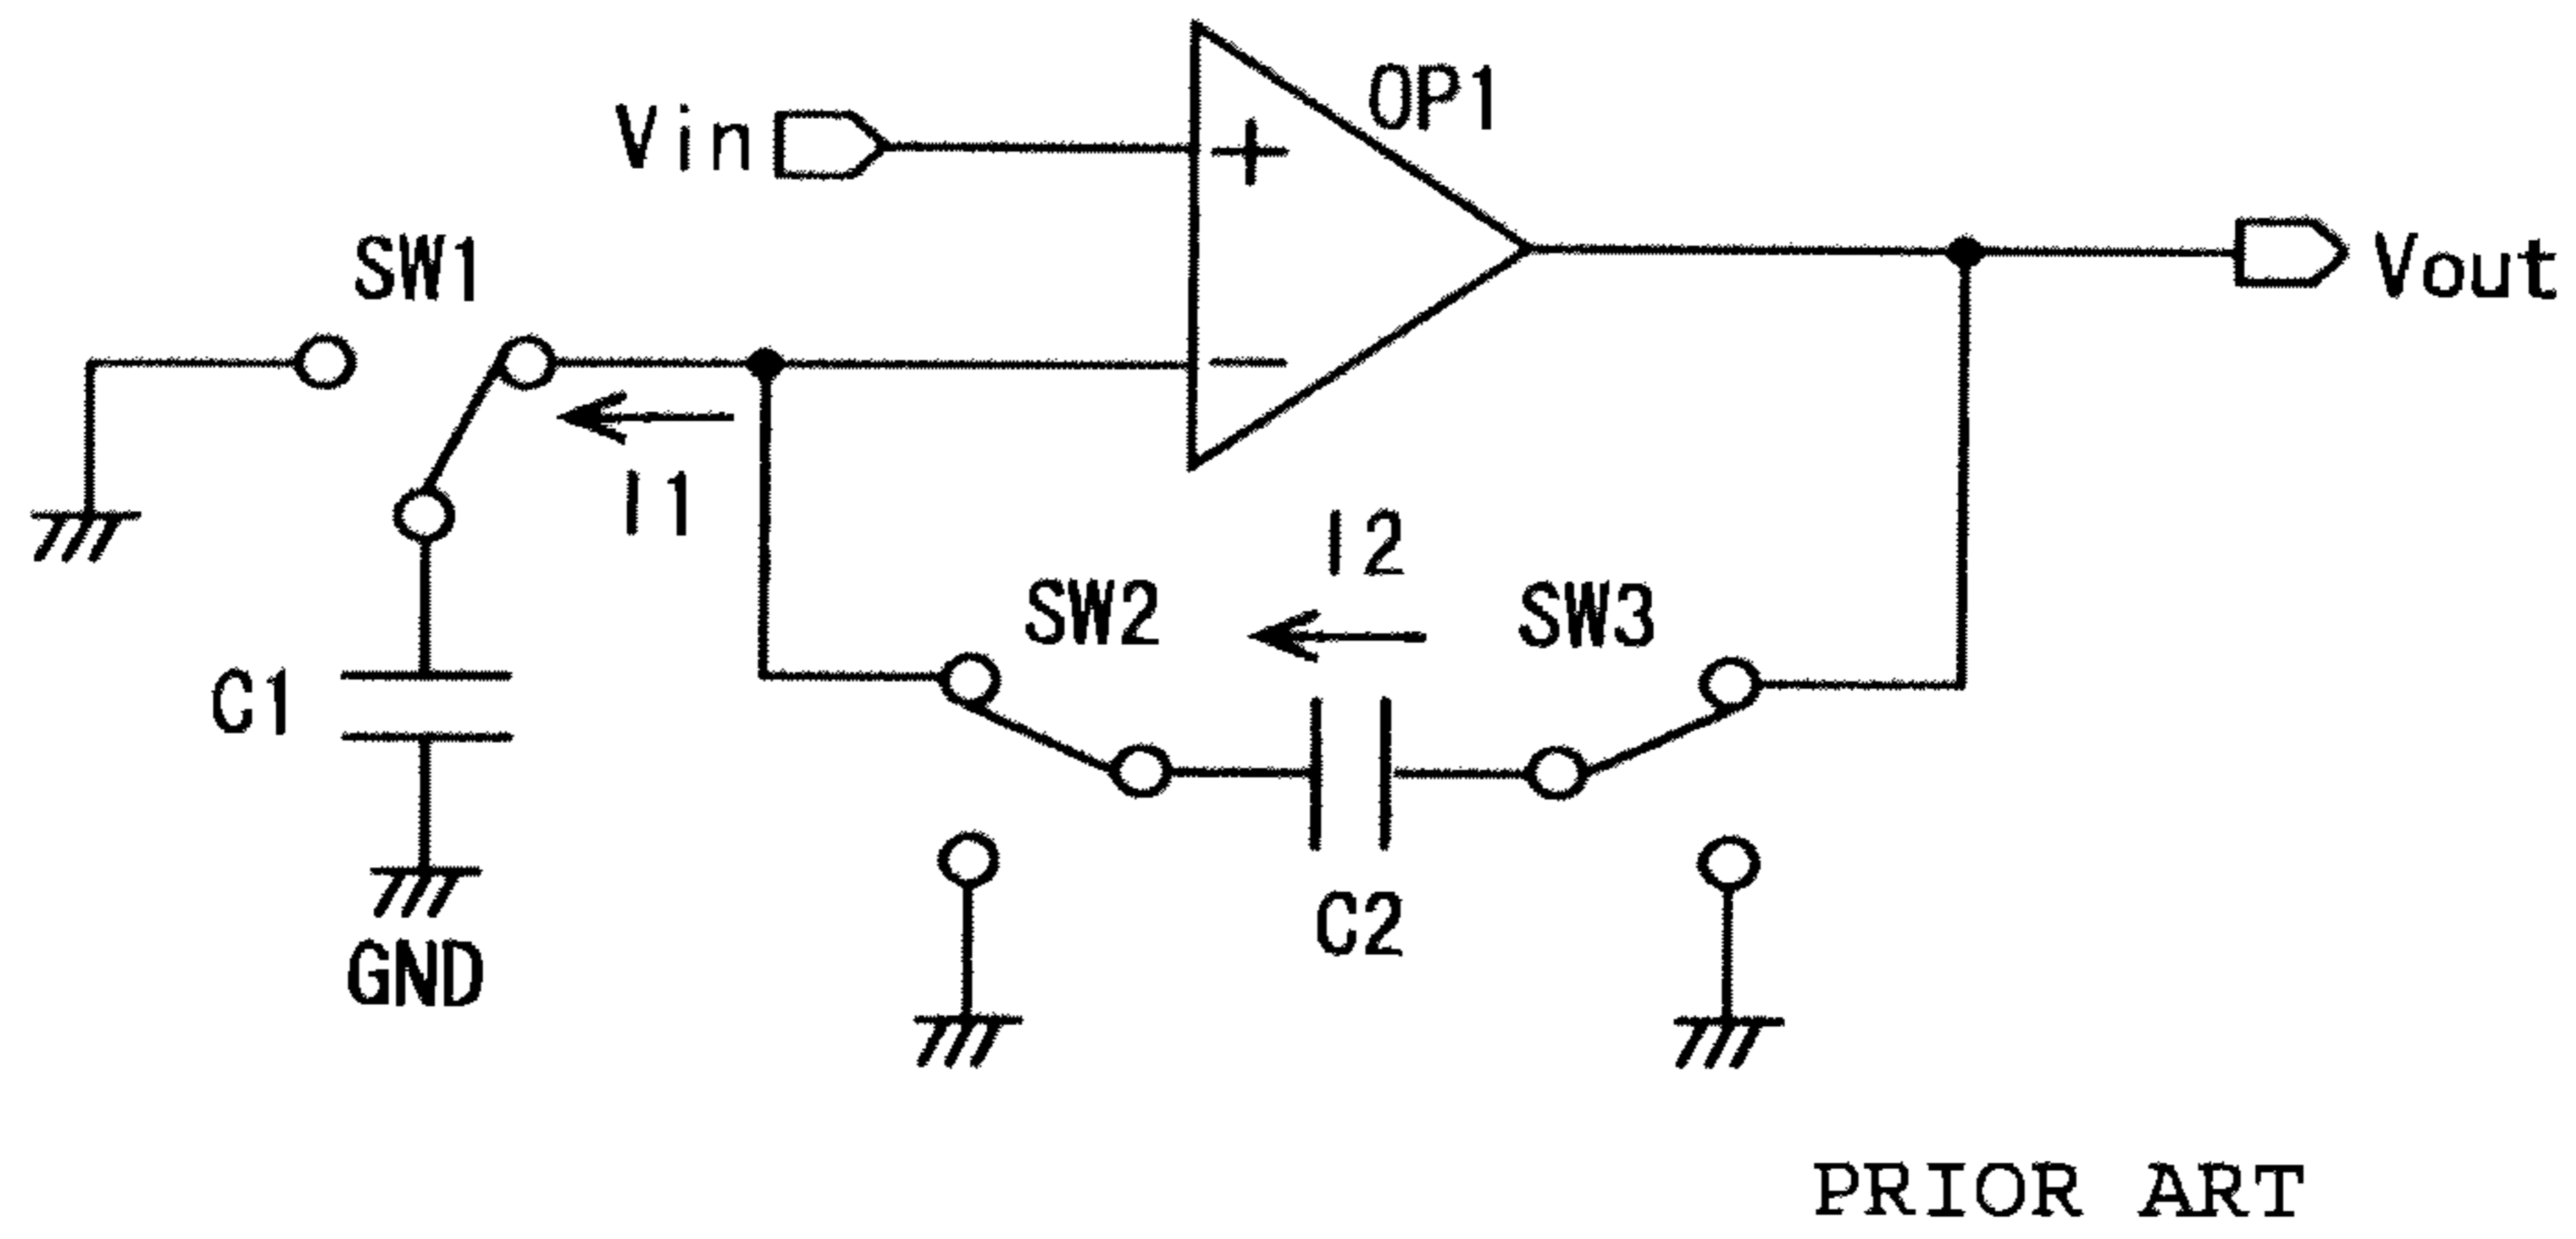 OP1
Vin
+
SW1
Vout
−
I1
I2
SW2
SW3
C1
C2
GND
PRIOR ART